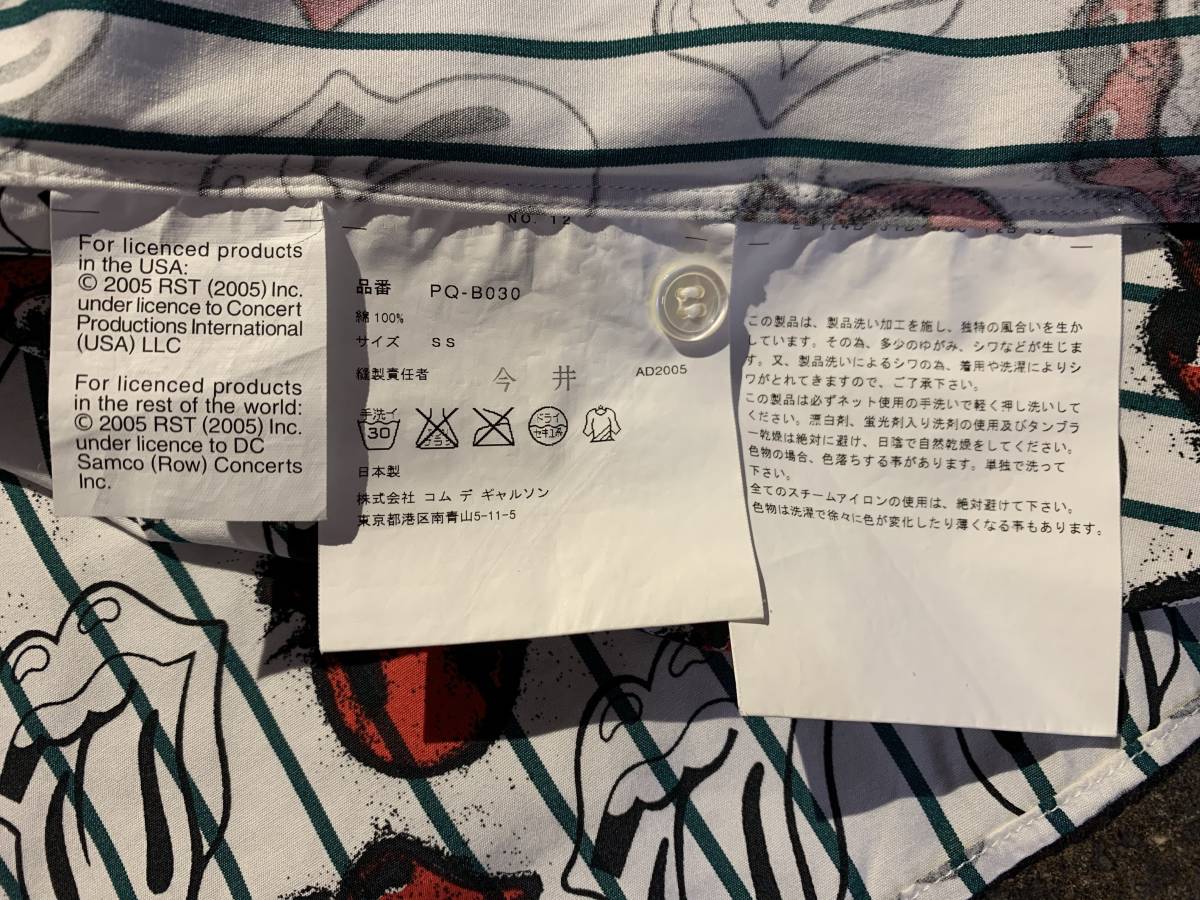 For licenced products
in the USA:
© 2005 RST (2005) Inc.
under licence to Concert
Productions International
(USA) LLC
For licenced products
in the rest of the world:
© 2005 RST (2005) Inc.
under licence to DC
Samco (Row) Concerts
Inc.
NO. 12
品番 PQ-B030
綿100%
サイズ SS
縫製責任者 今井
AD2005
手洗イ
30
ドライ
セキユ系
日本製
株式会社 コム デ ギャルソン
東京都港区南青山5-11-5
この製品は、製品洗い加工を施し、独特の風合いを生か
しています。その為、多少のゆがみ、シワなどが生じま
す。又、製品洗いによるシワの為、着用や洗濯によりシ
ワがとれてきますので、ご了承下さい。
この製品は必ずネット使用の手洗いで軽く押し洗いして
ください。漂白剤、蛍光剤入り洗剤の使用及びタンブラ
ー乾燥は絶対に避け、日陰で自然乾燥をしてください。
色物の場合、色落ちする事があります。単独で洗って
下さい。
全てのスチームアイロンの使用は、絶対避けて下さい。
色物は洗濯で徐々に色が変化したり薄くなる事もあります。